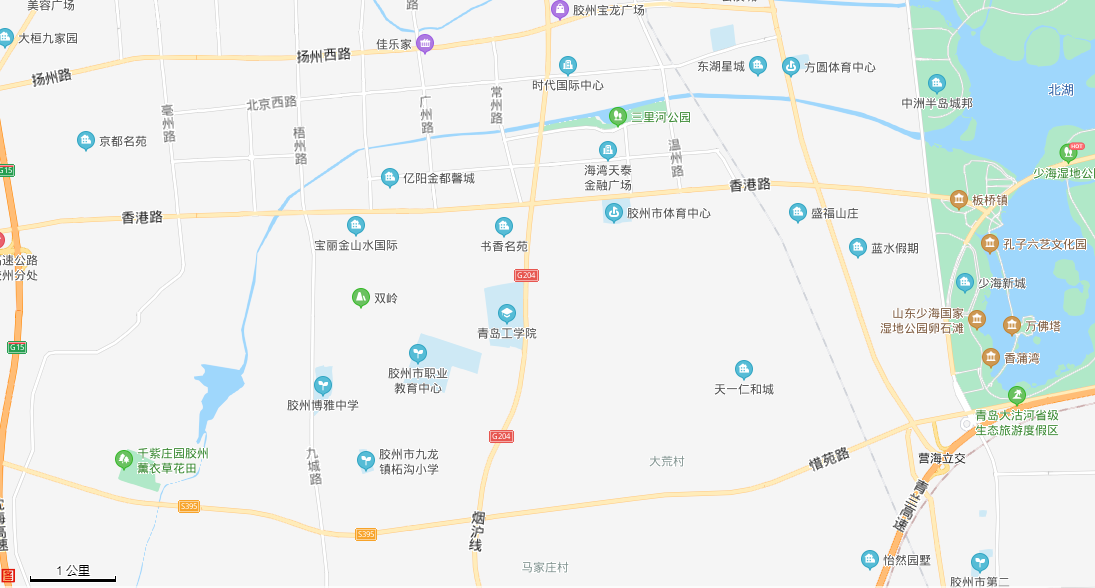 美容广场
路
胶州宝龙广场
大桓九家园
佳乐家
扬州西路
扬州路
时代国际中心
东湖星城
方圆体育中心
北湖
中洲半岛城邦
北京西路
亳州路
广州路
常州路
三里河公园
京都名苑
梧州路
温州路
HOT
少海湿地公园
G15
海湾天泰
金融广场
亿阳金都馨城
香港路
板桥镇
香港路
胶州市体育中心
盛福山庄
宝丽金山水国际
书香名苑
蓝水假期
孔子六艺文化园
高速公路
胶州分处
G204
少海新城
双岭
山东少海国家
湿地公园卵石滩
万佛塔
青岛工学院
G15
香蒲湾
胶州市职业
教育中心
天一仁和城
胶州博雅中学
青岛大沽河省级
生态旅游度假区
G204
千紫庄园胶州
薰衣草花田
胶州市九龙
镇柘沟小学
九城路
大荒村
惜苑路
营海立交
S395
沈海高速
烟沪线
青兰高速
S395
马家庄村
怡然园墅
1 公里
图
胶州市第二